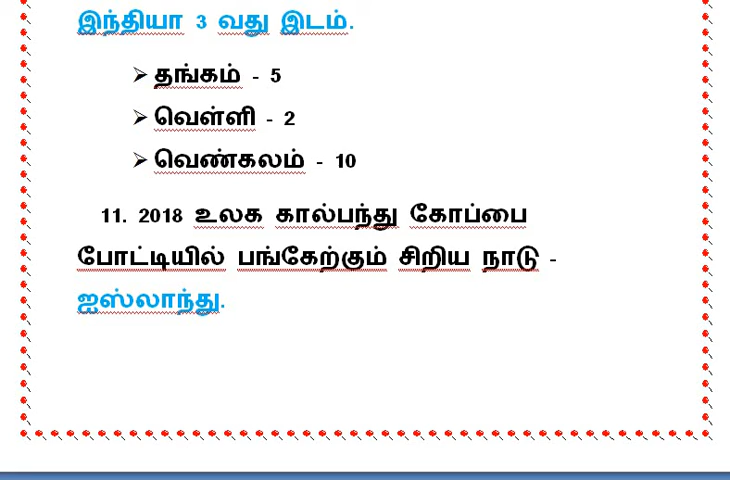 இந்தியா 3 வது இடம்.
➢ தங்கம் - 5
➢ வெள்ளி - 2
➢ வெண்கலம் - 10
11. 2018 உலக கால்பந்து கோப்பை
போட்டியில் பங்கேற்கும் சிறிய நாடு -
ஐஸ்லாந்து.